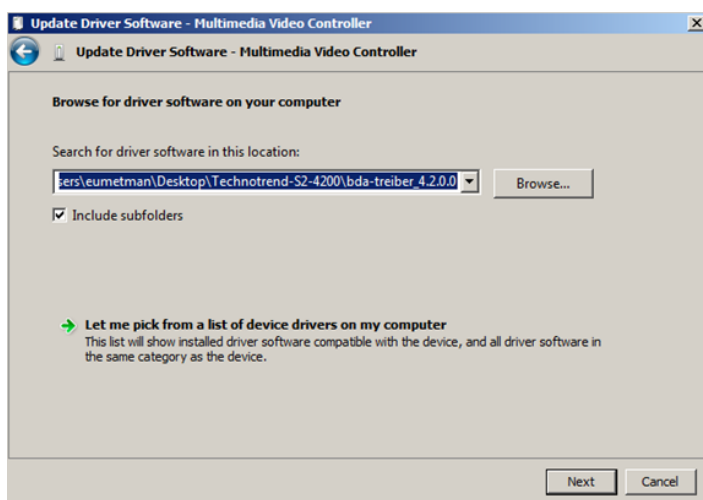 Update Driver Software - Multimedia Video Controller
Update Driver Software - Multimedia Video Controller
Browse for driver software on your computer
Search for driver software in this location:
sers\eumetman\Desktop\Technotrend-S2-4200\bda-treiber_4.2.0.0
Browse...
Include subfolders
Let me pick from a list of device drivers on my computer
This list will show installed driver software compatible with the device, and all driver software in
the same category as the device.
Next Cancel